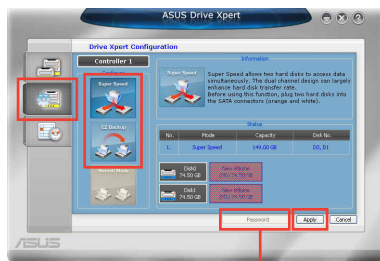 ASUS Drive Xpert
Drive Xpert Configuration
Controller 1
Configure
Super Speed
EZ Backup
Normal Mode
Information
Super Speed
Super Speed allows two hard disks to access data
simultaneously. The dual channel design can largely
enhance hard disk transfer rate.
Before using this function, plug two hard disks into
the SATA connectors (orange and white).
Status
No. Mode Capacity Disk No.
1. Super Speed 149.00 GB D0, D1
Disk0
74.50 GB
New Volume
74.50 GB
Disk1
74.50 GB
New Volume
74.50 GB
Password Apply Cancel
ASUS